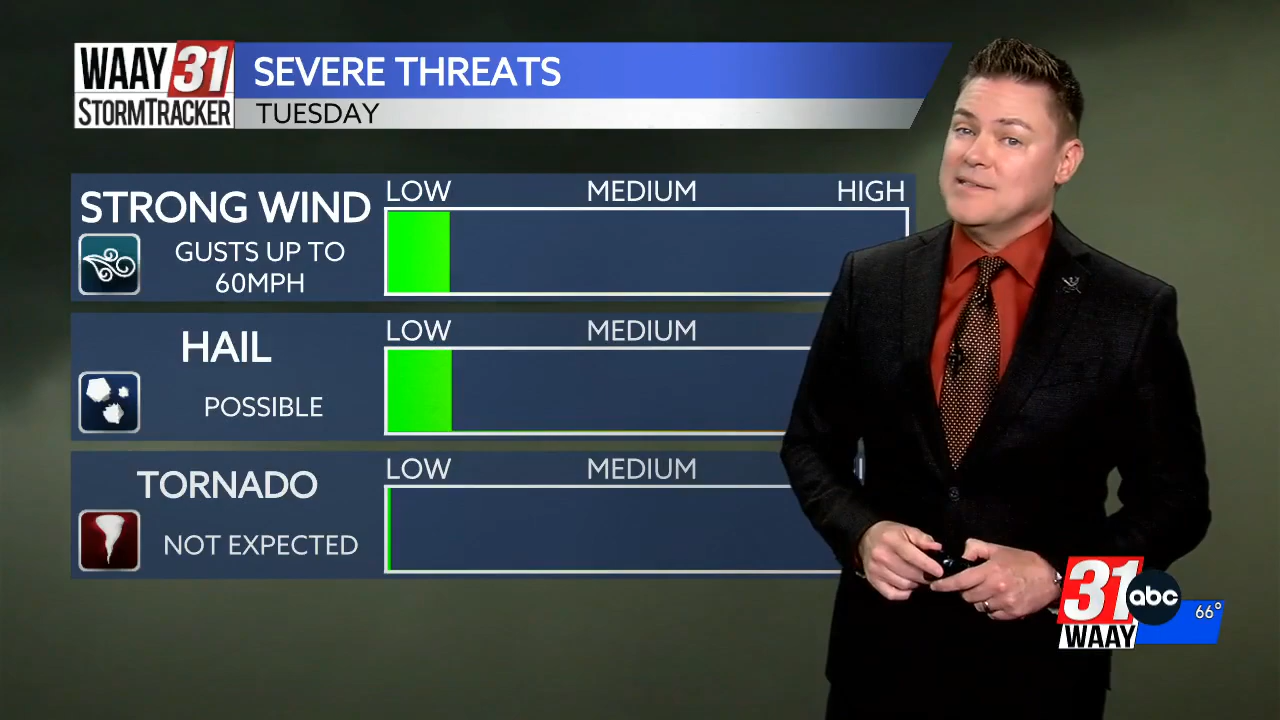 WAAY 31
STORMTRACKER
SEVERE THREATS
TUESDAY
STRONG WIND
GUSTS UP TO
60MPH
LOW MEDIUM HIGH
HAIL
POSSIBLE
LOW MEDIUM
TORNADO
NOT EXPECTED
LOW MEDIUM
31
abc
WAAY
66°